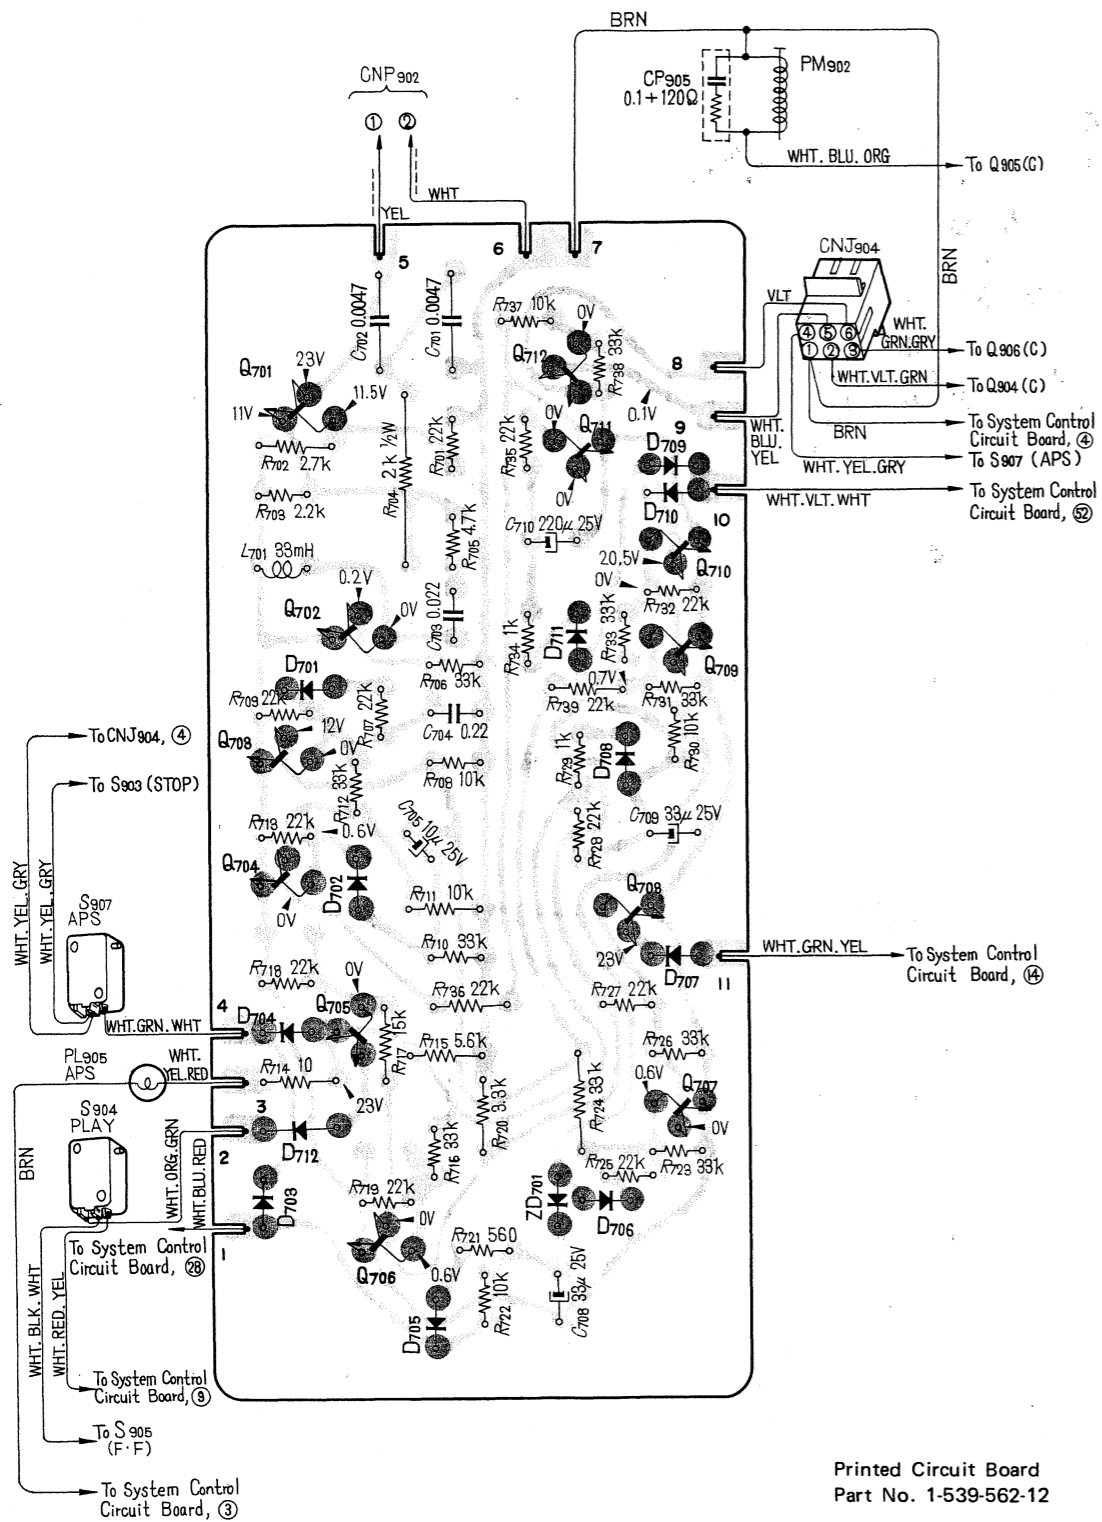 BRN
PM902
CP905
0.1+120Ω
WHT. BLU. ORG
To Q905(C)
CNP902
① ②
WHT
YEL
5
6
7
CNJ904
BRN
VLT
④ ⑤ ⑥
① ② ③
WHT.
GRN.GRY
To Q906(C)
WHT.VLT.GRN
To Q904(C)
8
9
WHT.
BLU.
YEL
BRN
To System Control
Circuit Board, ④
WHT.YEL.GRY
To S907 (APS)
WHT.VLT.WHT
To System Control
Circuit Board, 52
10
C702 0.0047
C701 0.0047
R737 10k
0V
Q712
R738 33k
0.1V
Q701
23V
11V
11.5V
R702 2.7k
R703 2.2k
R704 2.1k ½W
R701 22k
R735 22k
0V
Q711
0V
D709
D710
R705 4.7k
C710 220μ 25V
Q710
20.5V
0V
R732 22k
L701 33mH
0.2V
Q702
0V
C703 0.022
R734 1k
D711
R733 33k
Q709
D701
R706 33k
0.7V
R739 22k
R731 33k
R709 22k
R707 22k
C704 0.22
12V
Q703
0V
R708 10k
R729 1k
D708
R730 10k
To CNJ904, ④
To S903 (STOP)
R712 33k
R713 22k
0.6V
C705 10μ 25V
R728 22k
C709 33μ 25V
Q704
0V
D702
R711 10k
Q708
23V
D707
11
WHT.GRN.YEL
To System Control
Circuit Board, ⑭
WHT.YEL.GRY
WHT.YEL.GRY
S907
APS
R710 33k
R718 22k
0V
R736 22k
R727 22k
4
D704
Q705
WHT.GRN.WHT
R717 15k
R715 5.6k
R726 33k
PL905
APS
WHT.
YEL.RED
R714 10
23V
R720 3.3k
R724 33k
0.6V
Q707
0V
S904
PLAY
3
2
D712
R716 33k
R725 22k
R723 33k
BRN
WHT.ORG.GRN
WHT.BLU.RED
D703
R719 22k
0V
ZD701
D706
1
To System Control
Circuit Board, 28
Q706
0.6V
R721 560
R722 10k
C708 33μ 25V
D705
WHT.BLK.WHT
WHT.RED.YEL
To System Control
Circuit Board, ⑨
To S905
(F·F)
To System Control
Circuit Board, ③
Printed Circuit Board
Part No. 1-539-562-12